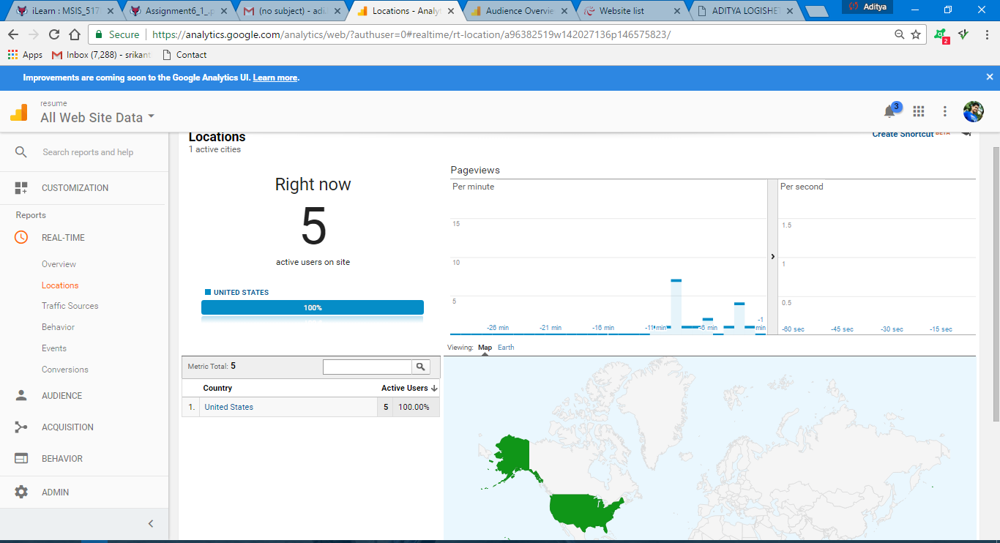 iLearn : MSIS_517
Assignment6_1_
M (no subject) - adi.
Locations - Analy
Audience Overvie
Website list
ADITYA LOGISHE
Aditya
Secure
https://analytics.google.com/analytics/web/?authuser=0#realtime/rt-location/a96382519w142027136p146575823/
2
Apps
Inbox (7,288) - srikant
Contact
Improvements are coming soon to the Google Analytics UI. Learn more.
resume
All Web Site Data
3
Search reports and help
CUSTOMIZATION
Reports
REAL-TIME
Overview
Locations
Traffic Sources
Behavior
Events
Conversions
AUDIENCE
ACQUISITION
BEHAVIOR
ADMIN
Locations
1 active cities
Create Shortcut BETA
Right now
5
active users on site
UNITED STATES
100%
Pageviews
Per minute
15
10
5
-26 min
-21 min
-16 min
-11 min
-6 min
-1
min
Per second
1.5
1
0.5
-60 sec
-45 sec
-30 sec
-15 sec
Viewing: Map Earth
Metric Total: 5
Country Active Users
1. United States 5 100.00%